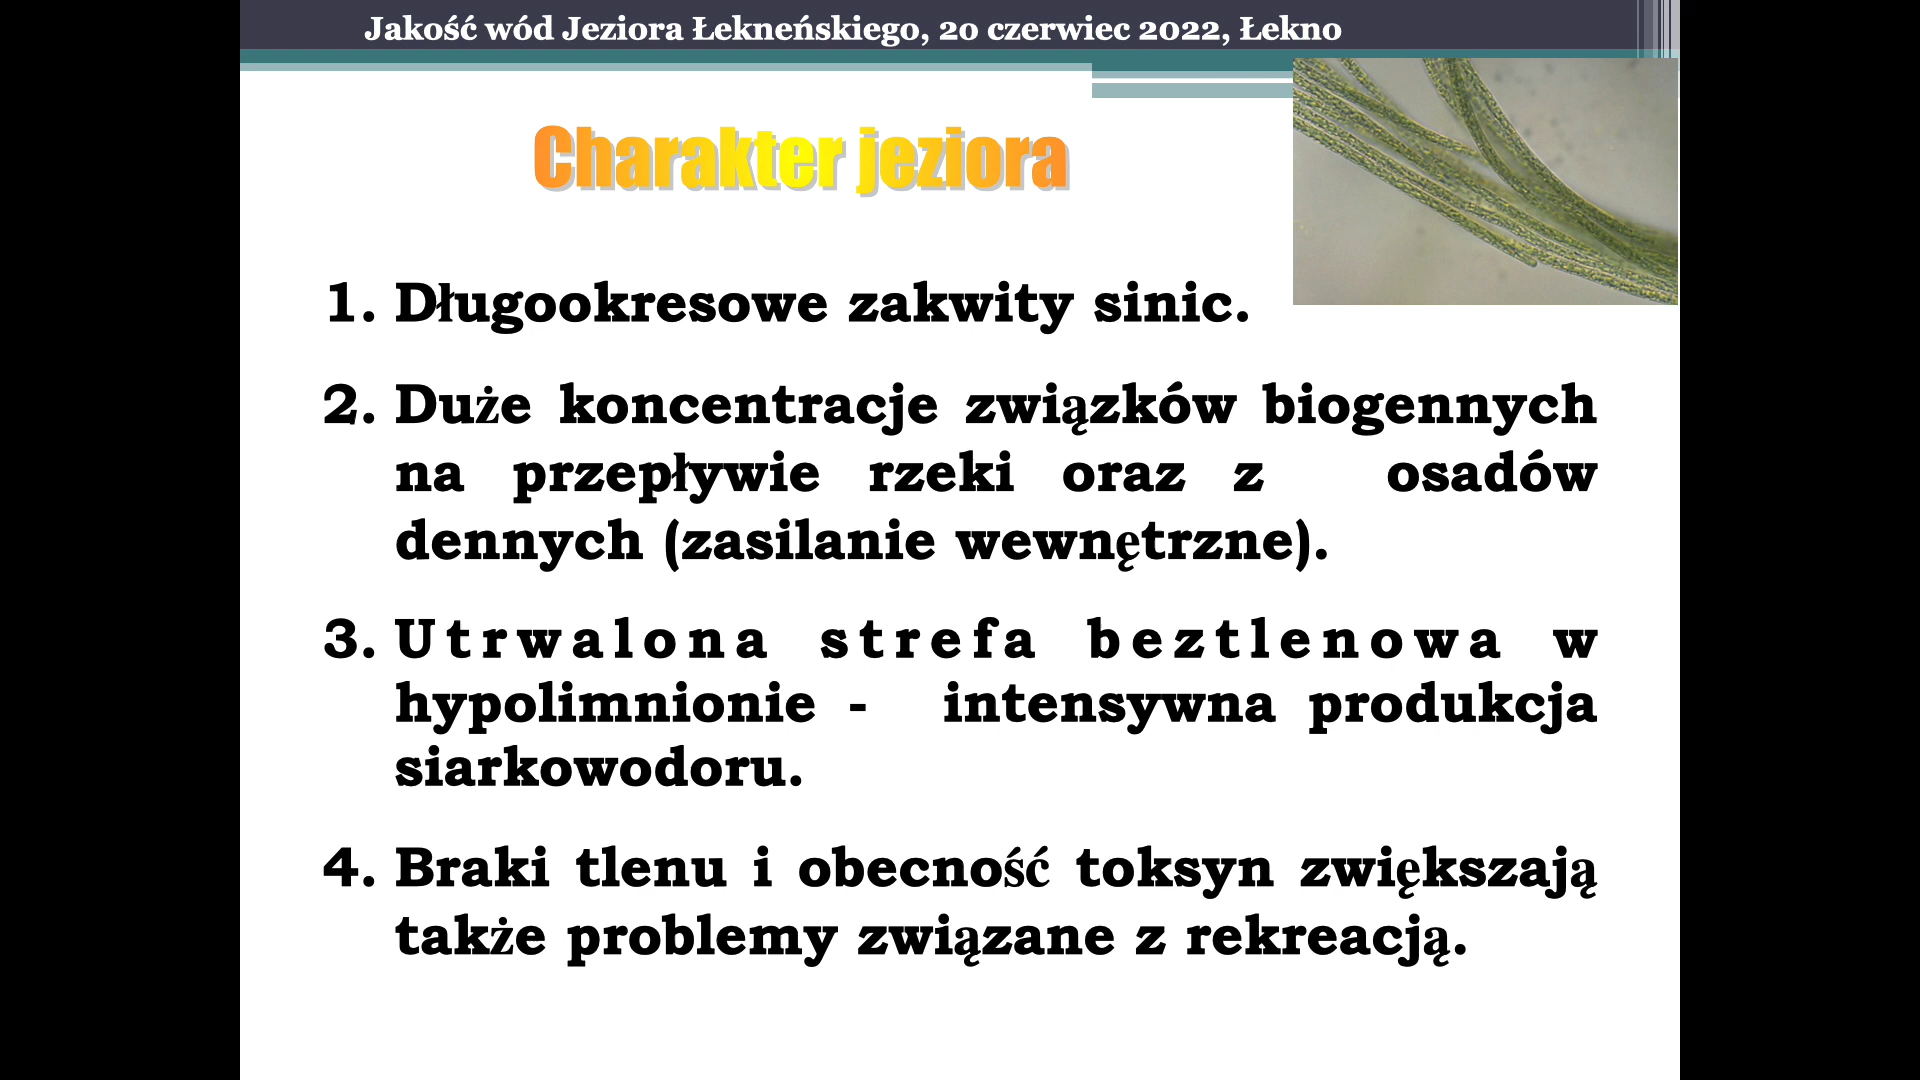 Jakość wód Jeziora Łekneńskiego, 20 czerwiec 2022, Łekno
Charakter jeziora
1. Długookresowe zakwity sinic.
2. Duże koncentracje związków biogennych
na przepływie rzeki oraz z osadów
dennych (zasilanie wewnętrzne).
3. Utrwalona strefa beztlenowa w
hypolimnionie - intensywna produkcja
siarkowodoru.
4. Braki tlenu i obecność toksyn zwiększają
także problemy związane z rekreacją.